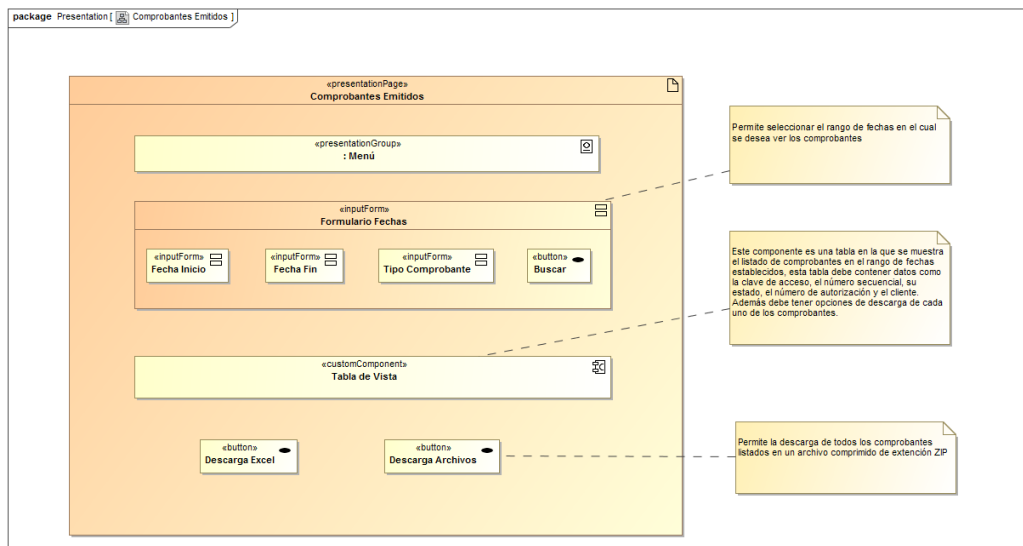 package Presentation [ Comprobantes Emitidos ]
«presentationPage»
Comprobantes Emitidos
«presentationGroup»
: Menú
«inputForm»
Formulario Fechas
«inputForm»
Fecha Inicio
«inputForm»
Fecha Fin
«inputForm»
Tipo Comprobante
«button»
Buscar
«customComponent»
Tabla de Vista
«button»
Descarga Excel
«button»
Descarga Archivos
Permite seleccionar el rango de fechas en el cual
se desea ver los comprobantes
Este componente es una tabla en la que se muestra
el listado de comprobantes en el rango de fechas
establecidos, esta tabla debe contener datos como
la clave de acceso, el número secuencial, su
estado, el número de autorización y el cliente.
Además debe tener opciones de descarga de cada
uno de los comprobantes.
Permite la descarga de todos los comprobantes
listados en un archivo comprimido de extención ZIP